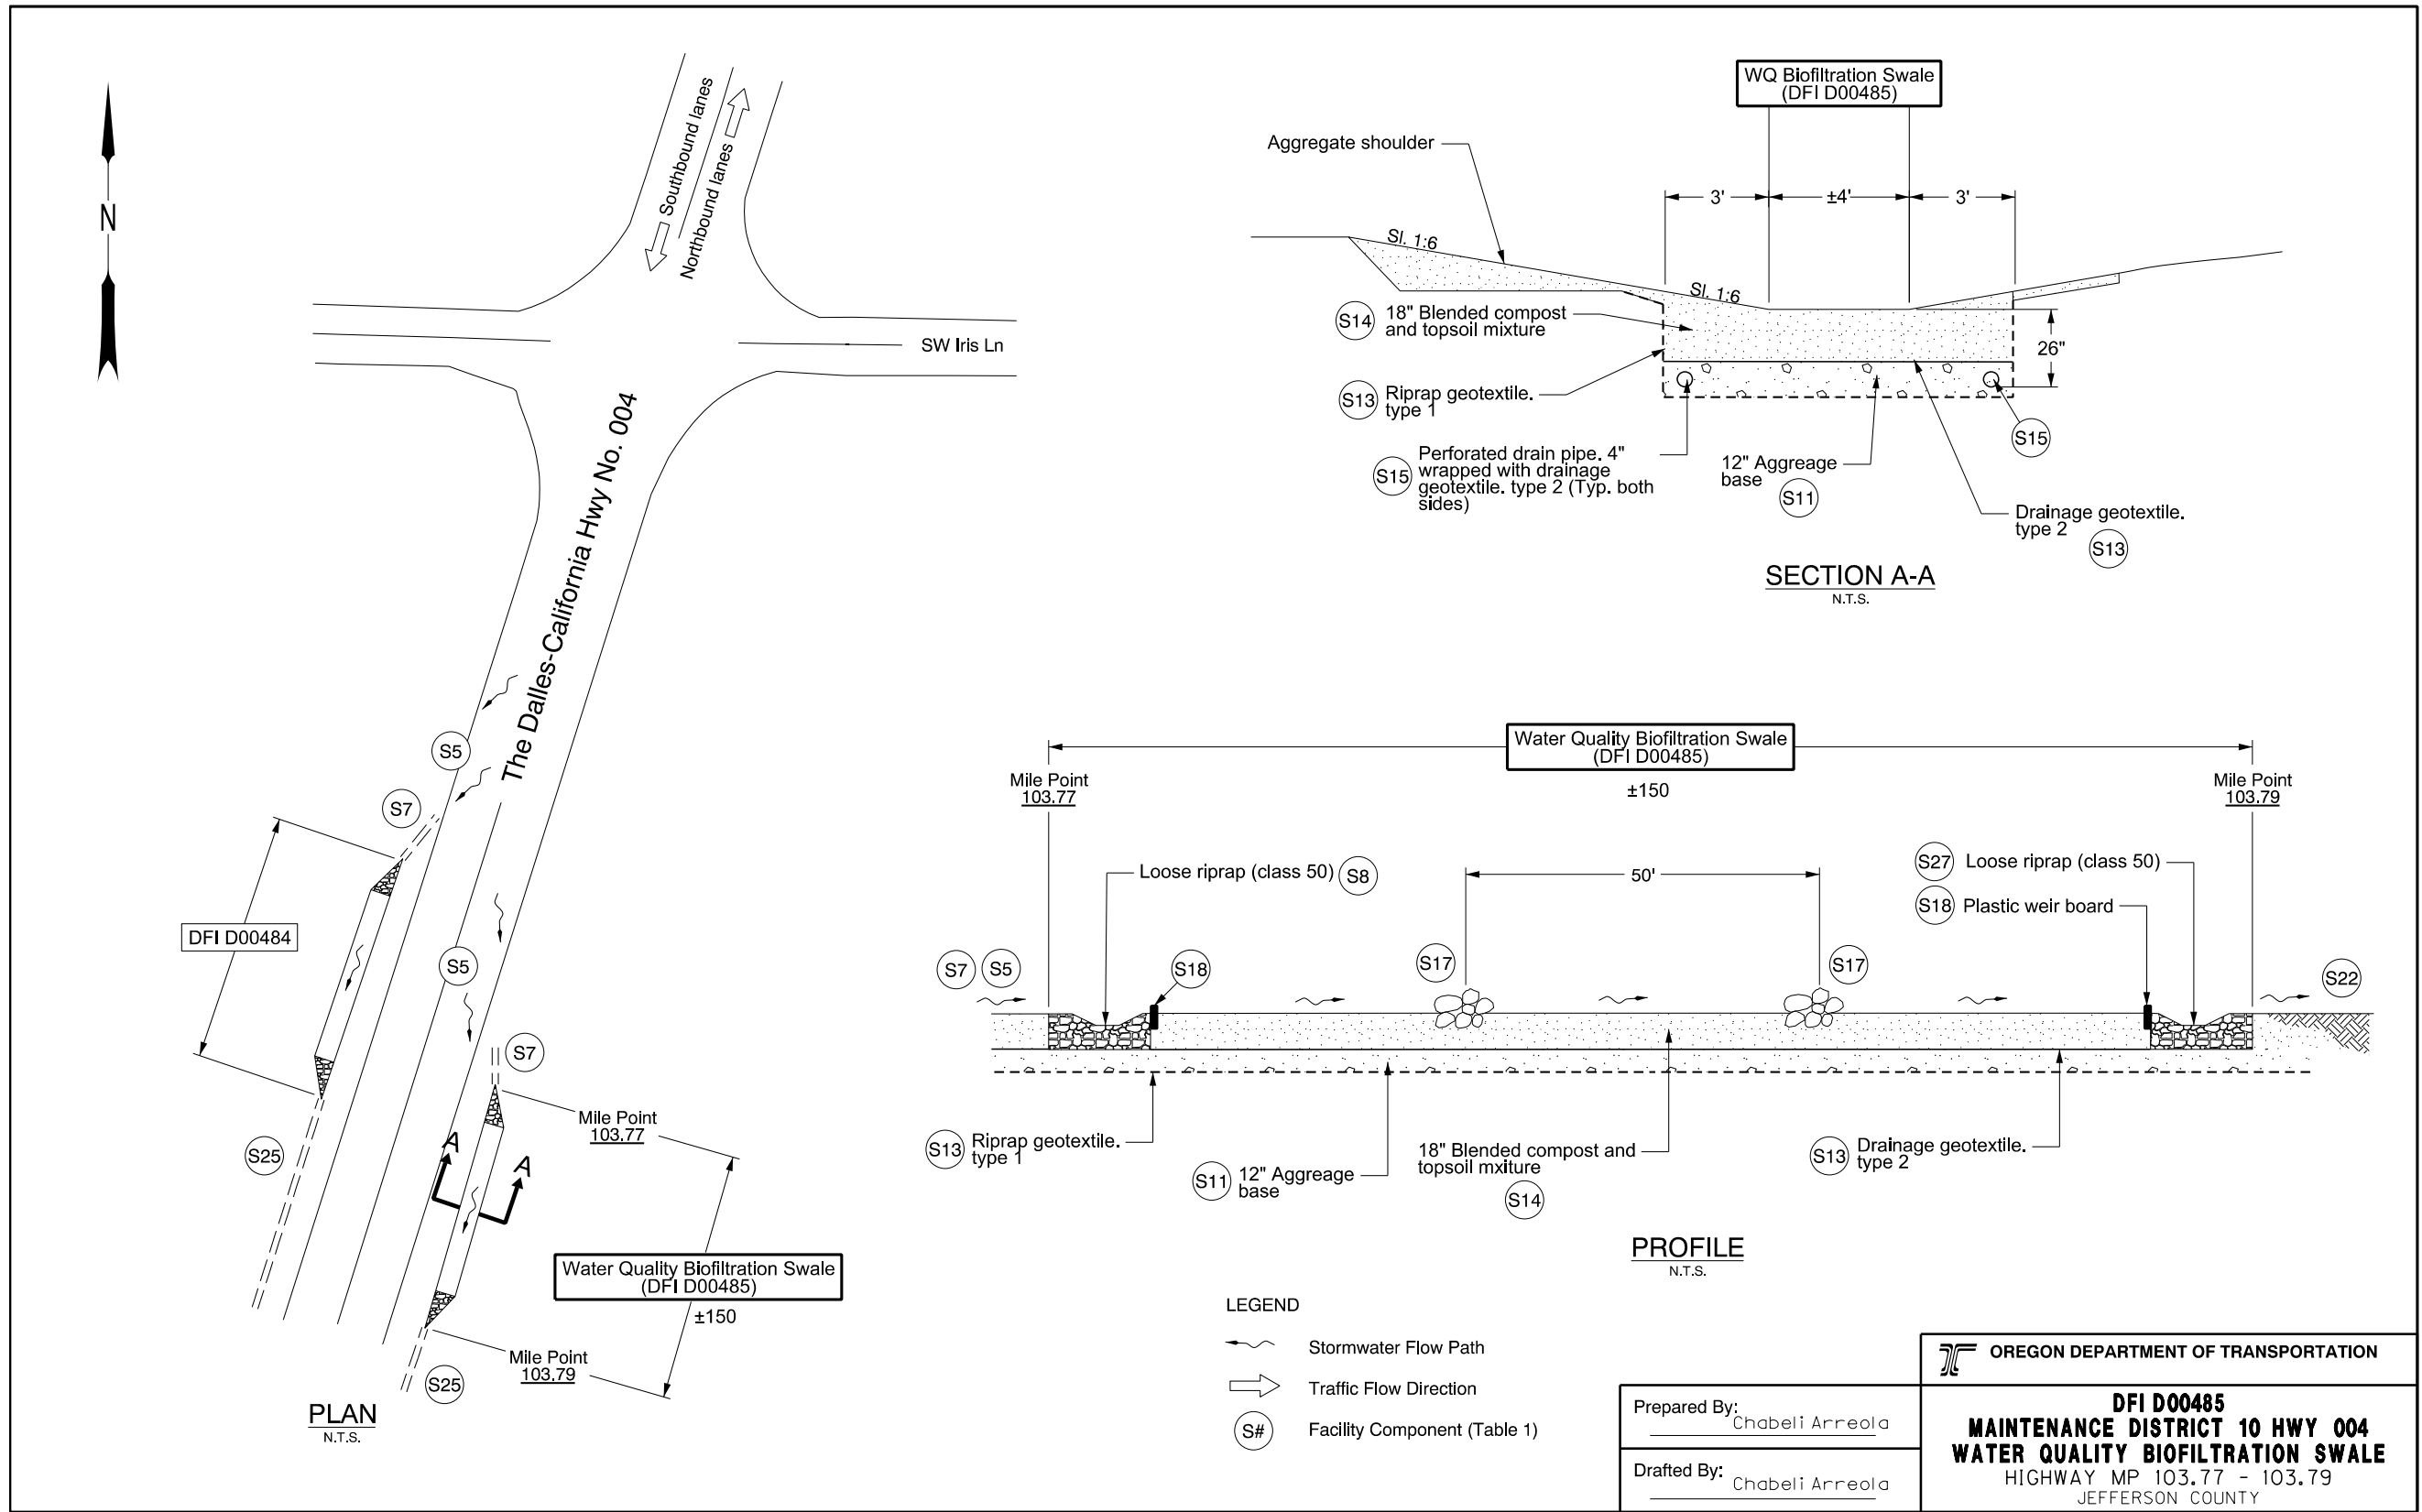 N
Southbound lanes
Northbound lanes
SW Iris Ln
The Dalles-California Hwy No. 004
S5
S7
DFI D00484
S5
S7
Mile Point
103.77
A
A
S25
Water Quality Biofiltration Swale
(DFI D00485)
±150
Mile Point
103.79
S25
PLAN
N.T.S.
WQ Biofiltration Swale
(DFI D00485)
Aggregate shoulder
3'
±4'
3'
Sl. 1:6
Sl. 1:6
S14
18" Blended compost
and topsoil mixture
26"
S13
Riprap geotextile.
type 1
S15
Perforated drain pipe. 4"
wrapped with drainage
geotextile. type 2 (Typ. both
sides)
12" Aggreage
base
S11
S15
Drainage geotextile.
type 2
S13
SECTION A-A
N.T.S.
Water Quality Biofiltration Swale
(DFI D00485)
±150
Mile Point
103.77
Mile Point
103.79
Loose riprap (class 50)
S8
50'
S27
Loose riprap (class 50)
S18
Plastic weir board
S7
S5
S18
S17
S17
S22
S13
Riprap geotextile.
type 1
S11
12" Aggreage
base
18" Blended compost and
topsoil mxiture
S14
S13
Drainage geotextile.
type 2
PROFILE
N.T.S.
LEGEND
Stormwater Flow Path
Traffic Flow Direction
S#
Facility Component (Table 1)
Prepared By:
Chabeli Arreola
Drafted By:
Chabeli Arreola
OREGON DEPARTMENT OF TRANSPORTATION
DFI D00485
MAINTENANCE DISTRICT 10 HWY 004
WATER QUALITY BIOFILTRATION SWALE
HIGHWAY MP 103.77 - 103.79
JEFFERSON COUNTY